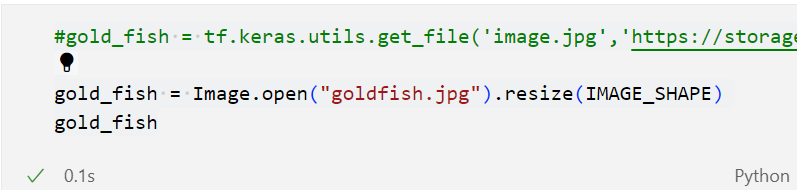 #gold_fish = tf.keras.utils.get_file('image.jpg','https://storage
gold_fish = Image.open("goldfish.jpg").resize(IMAGE_SHAPE)
gold_fish
0.1s Python